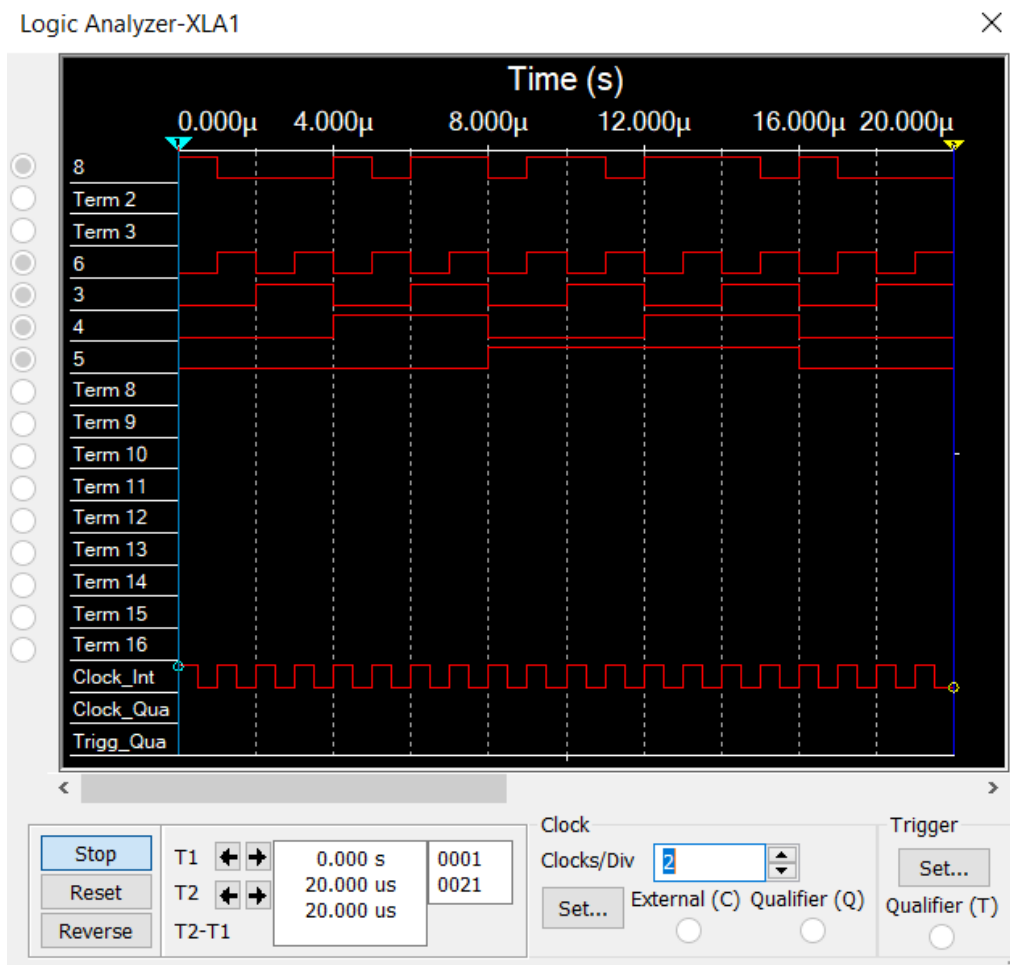 Logic Analyzer-XLA1
Time (s)
0.000µ 4.000µ 8.000µ 12.000µ 16.000µ 20.000µ
8
Term 2
Term 3
6
3
4
5
Term 8
Term 9
Term 10
Term 11
Term 12
Term 13
Term 14
Term 15
Term 16
Clock_Int
Clock_Qua
Trigg_Qua
Stop
Reset
Reverse
T1
T2
T2-T1
0.000 s
20.000 us
20.000 us
0001
0021
Clock
Clocks/Div 2
Set...
External (C) Qualifier (Q)
Trigger
Set...
Qualifier (T)